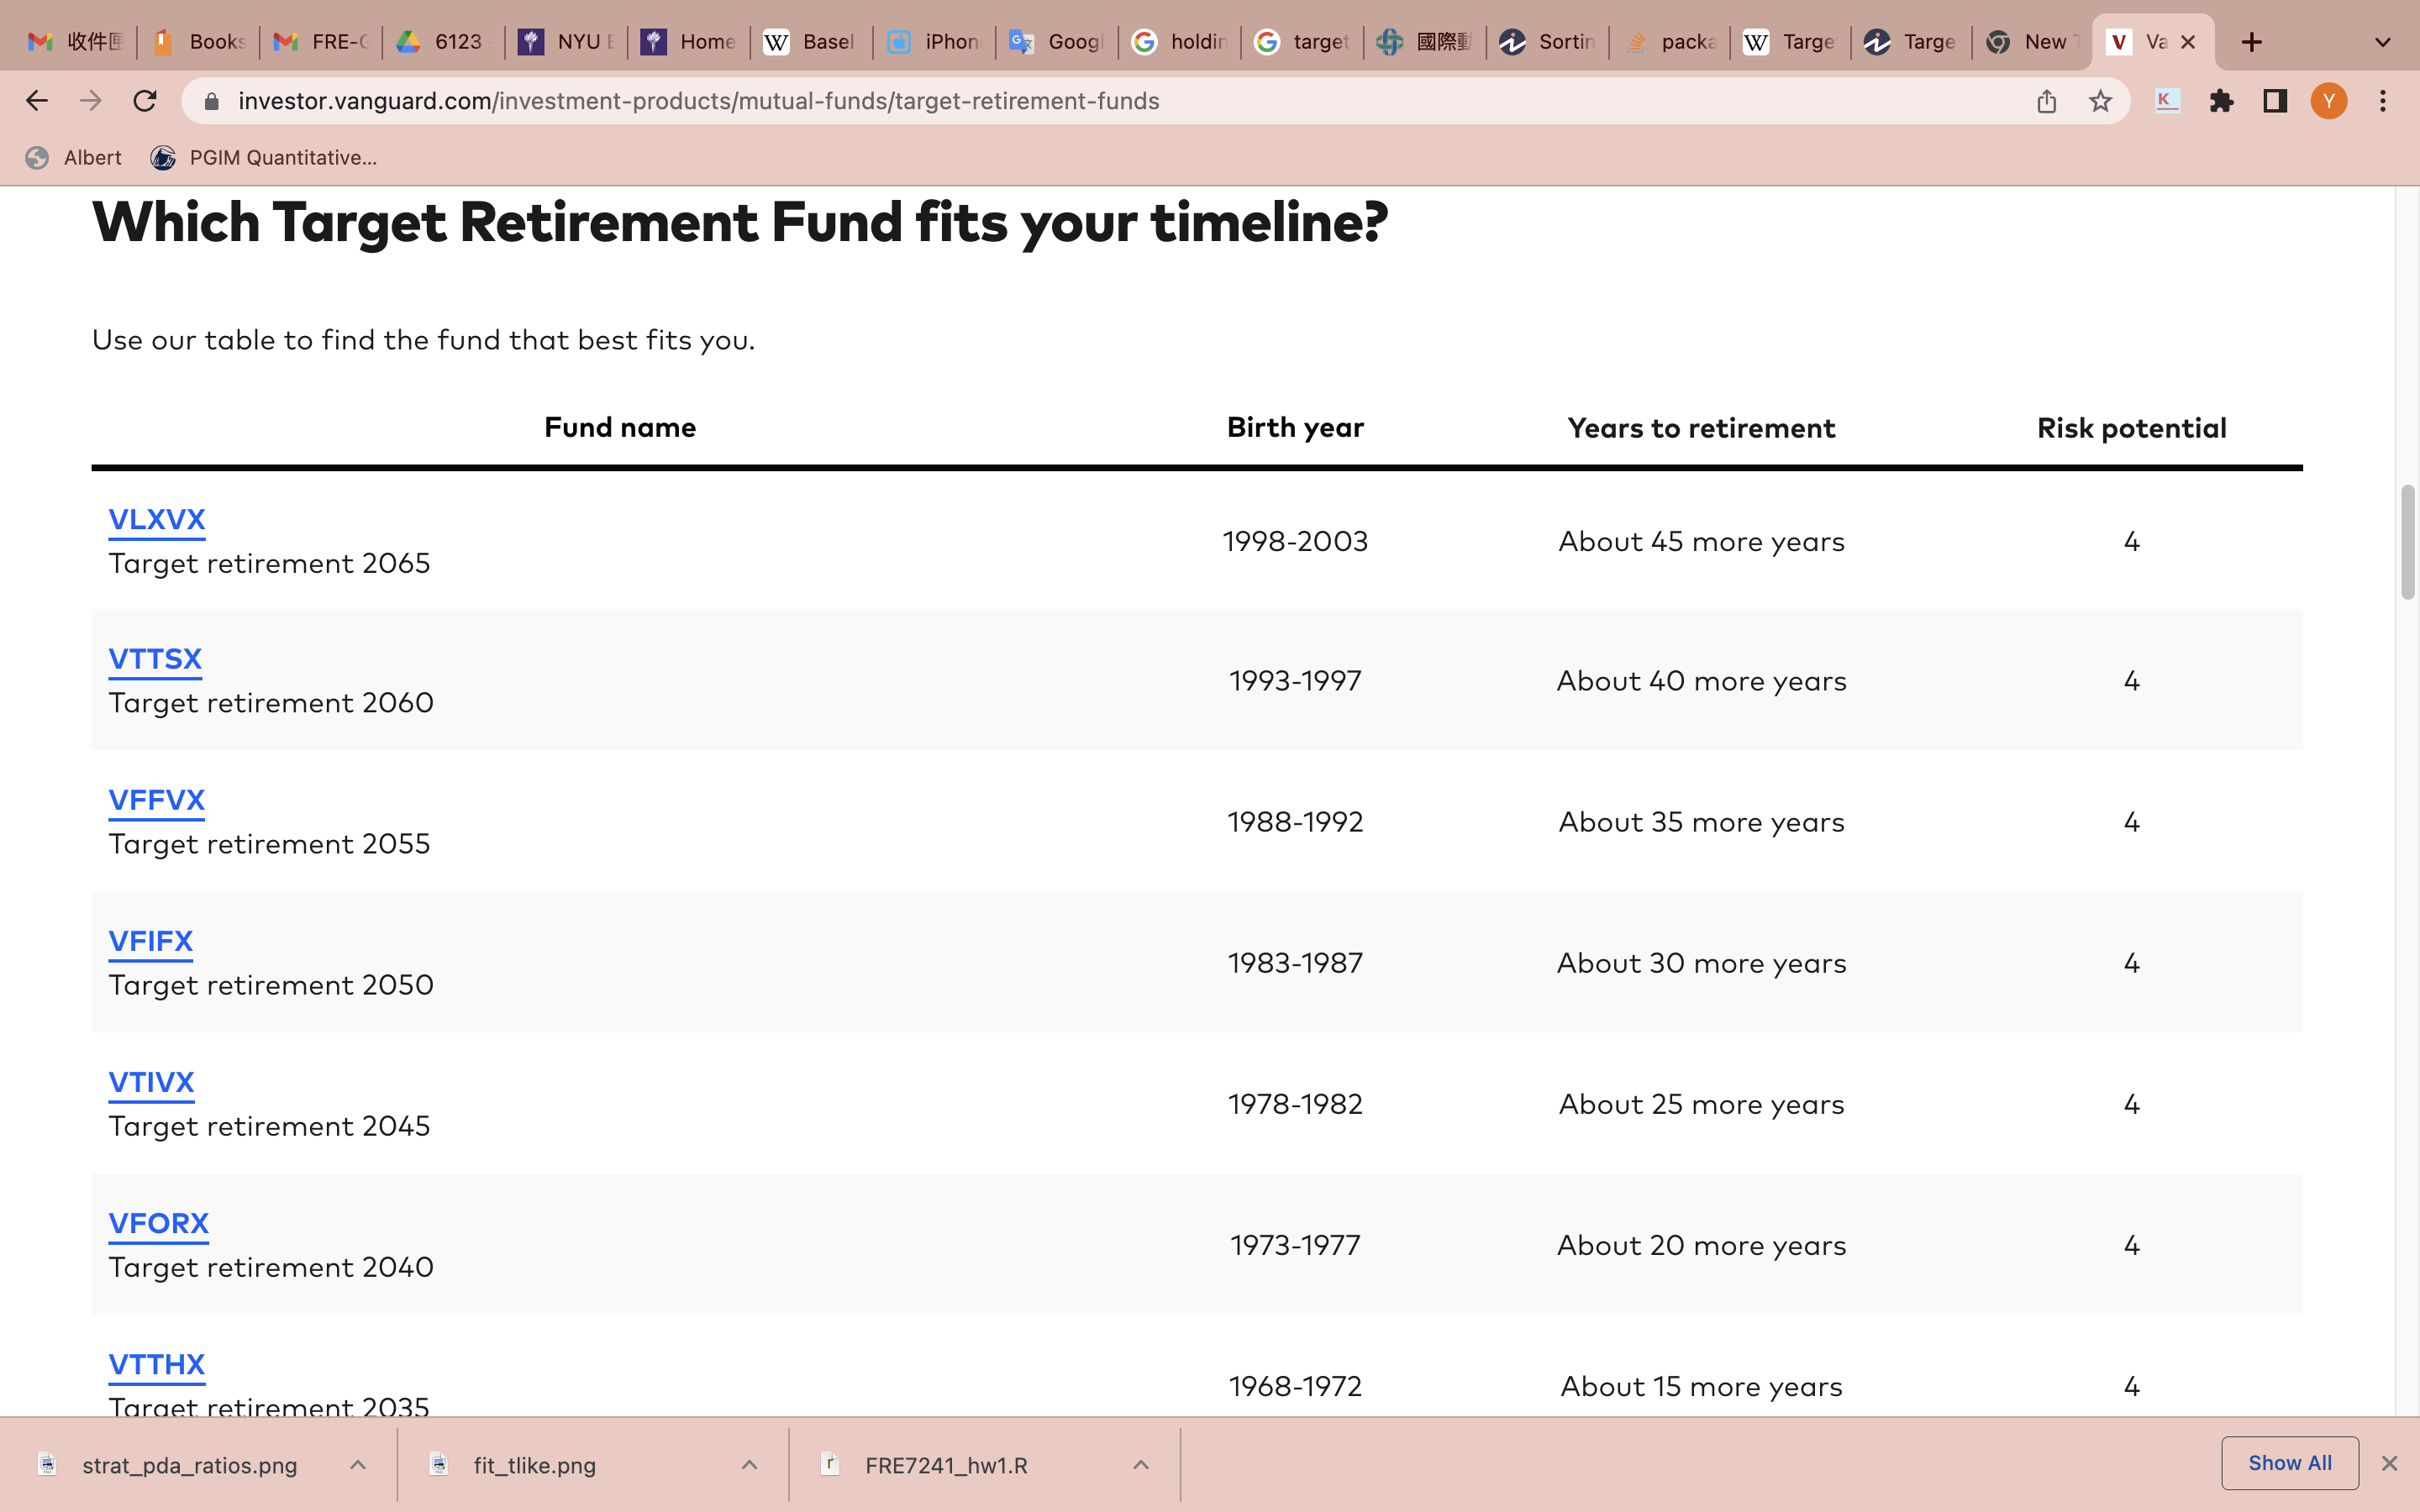 收件匣 Books FRE- 6123 NYU Home Basel iPhon Googl holdin target 國際動 Sortin packa Targe Targe New Va
investor.vanguard.com/investment-products/mutual-funds/target-retirement-funds
K Y
Albert PGIM Quantitative...
Which Target Retirement Fund fits your timeline?
Use our table to find the fund that best fits you.
Fund name Birth year Years to retirement Risk potential
VLXVX
Target retirement 2065
1998-2003 About 45 more years 4
VTTSX
Target retirement 2060
1993-1997 About 40 more years 4
VFFVX
Target retirement 2055
1988-1992 About 35 more years 4
VFIFX
Target retirement 2050
1983-1987 About 30 more years 4
VTIVX
Target retirement 2045
1978-1982 About 25 more years 4
VFORX
Target retirement 2040
1973-1977 About 20 more years 4
VTTHX
Target retirement 2035
1968-1972 About 15 more years 4
strat_pda_ratios.png fit_tlike.png FRE7241_hw1.R Show All